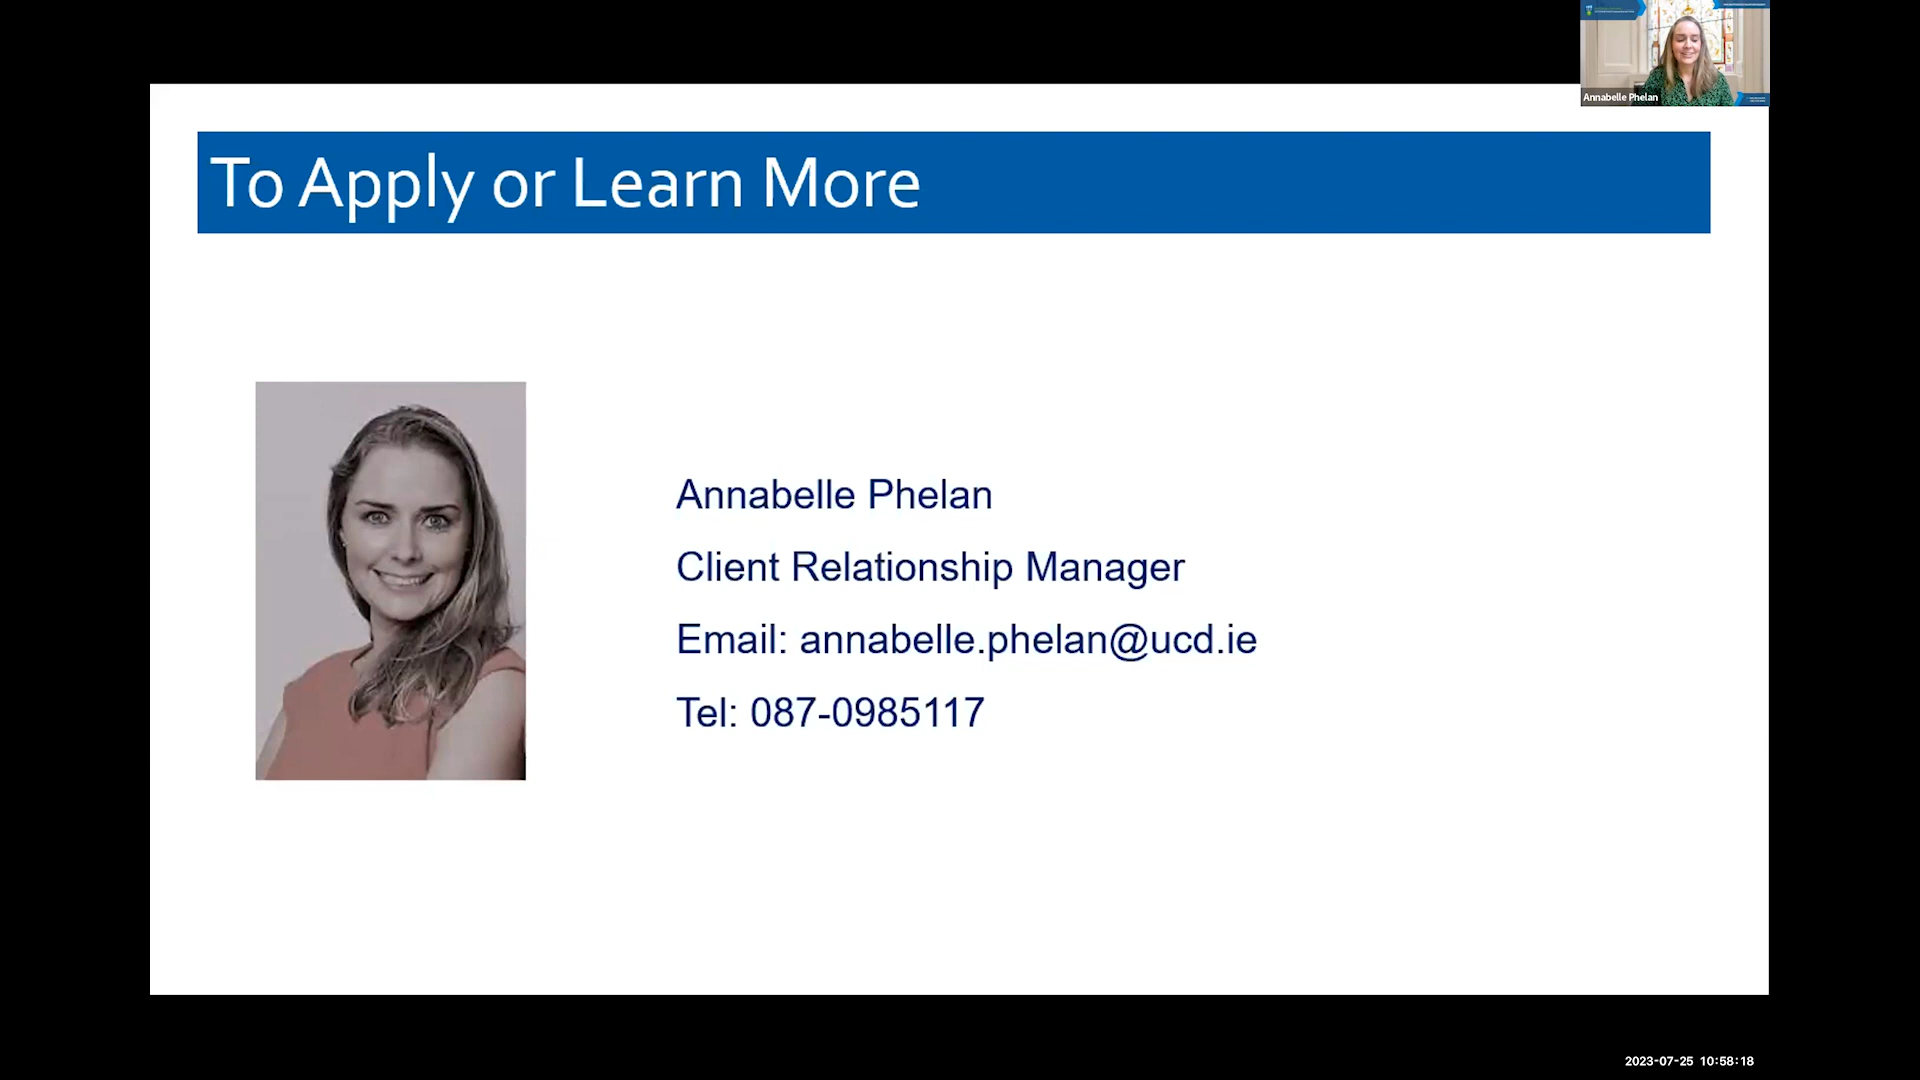 Annabelle Phelan
To Apply or Learn More
Annabelle Phelan
Client Relationship Manager
Email: annabelle.phelan@ucd.ie
Tel: 087-0985117
2023-07-25 10:58:18